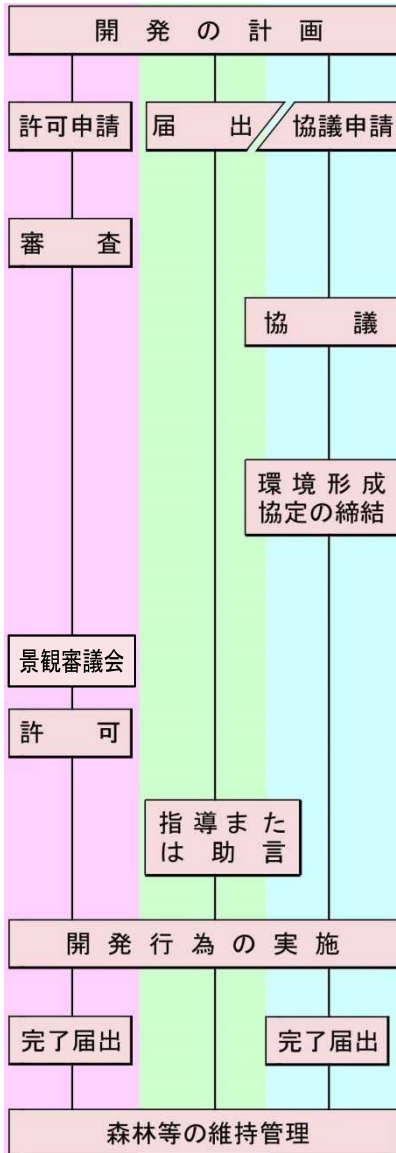 開発の計画
許可申請
届出
協議申請
審査
協議
環境形成
協定の締結
景観審議会
許可
指導また
は助言
開発行為の実施
完了届出
完了届出
森林等の維持管理